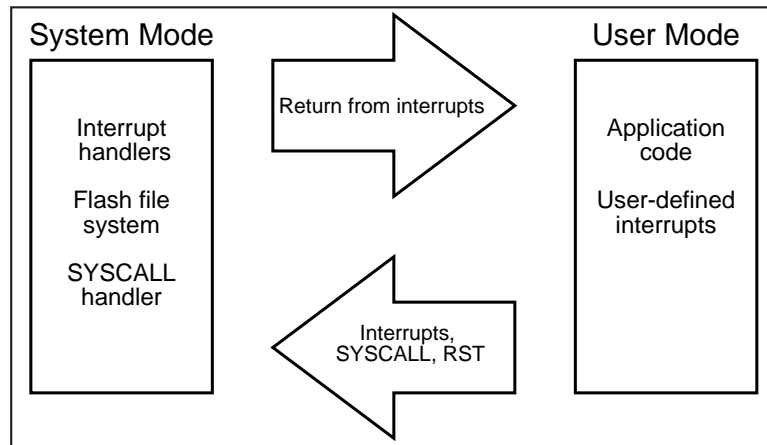 System Mode
User Mode
Interrupt
handlers
Flash file
system
SYSCALL
handler
Return from interrupts
Application
code
User-defined
interrupts
Interrupts,
SYSCALL, RST